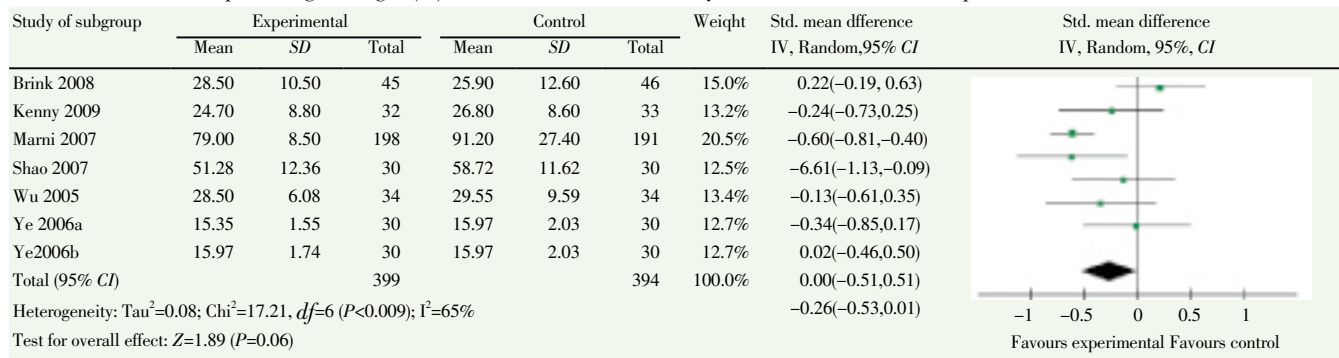 Study of subgroup Experimental Control Weight Std. mean dfference Std. mean difference
Mean SD Total Mean SD Total IV, Random,95% CI IV, Random, 95%, CI
Brink 2008 28.50 10.50 45 25.90 12.60 46 15.0% 0.22(−0.19, 0.63)
Kenny 2009 24.70 8.80 32 26.80 8.60 33 13.2% −0.24(−0.73,0.25)
Marni 2007 79.00 8.50 198 91.20 27.40 191 20.5% −0.60(−0.81,−0.40)
Shao 2007 51.28 12.36 30 58.72 11.62 30 12.5% −6.61(−1.13,−0.09)
Wu 2005 28.50 6.08 34 29.55 9.59 34 13.4% −0.13(−0.61,0.35)
Ye 2006a 15.35 1.55 30 15.97 2.03 30 12.7% −0.34(−0.85,0.17)
Ye2006b 15.97 1.74 30 15.97 2.03 30 12.7% 0.02(−0.46,0.50)
Total (95% CI) 399 394 100.0% 0.00(−0.51,0.51)
Heterogeneity: Tau²=0.08; Chi²=17.21, df=6 (P<0.009); I²=65% −0.26(−0.53,0.01)
−1 −0.5 0 0.5 1
Test for overall effect: Z=1.89 (P=0.06) Favours experimental Favours control